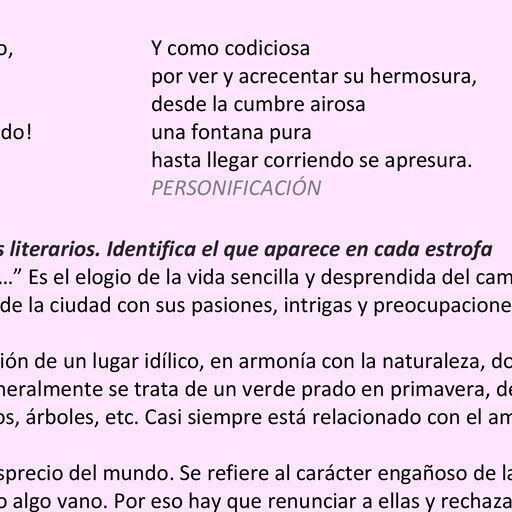 o,
do!
Y como codiciosa
por ver y acrecentar su hermosura,
desde la cumbre airosa
una fontana pura
hasta llegar corriendo se apresura.
PERSONIFICACIÓN
s literarios. Identifica el que aparece en cada estrofa
...” Es el elogio de la vida sencilla y desprendida del cam
de la ciudad con sus pasiones, intrigas y preocupacione
ión de un lugar idílico, en armonía con la naturaleza, do
neralmente se trata de un verde prado en primavera, de
os, árboles, etc. Casi siempre está relacionado con el am
sprecio del mundo. Se refiere al carácter engañoso de la
o algo vano. Por eso hay que renunciar a ellas y rechaza